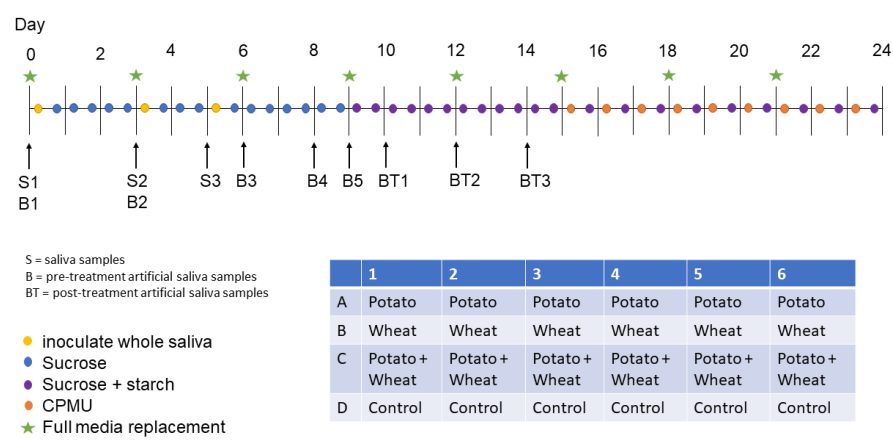 Day
0 2 4 6 8 10 12 14 16 18 20 22 24
S1 S2 S3 B3 B4 B5 BT1 BT2 BT3
B1 B2
S = saliva samples
B = pre-treatment artificial saliva samples
BT = post-treatment artificial saliva samples
inoculate whole saliva
Sucrose
Sucrose + starch
CPMU
Full media replacement
1 2 3 4 5 6
A Potato Potato Potato Potato Potato Potato
B Wheat Wheat Wheat Wheat Wheat Wheat
C Potato + Potato + Potato + Potato + Potato + Potato +
Wheat Wheat Wheat Wheat Wheat Wheat
D Control Control Control Control Control Control